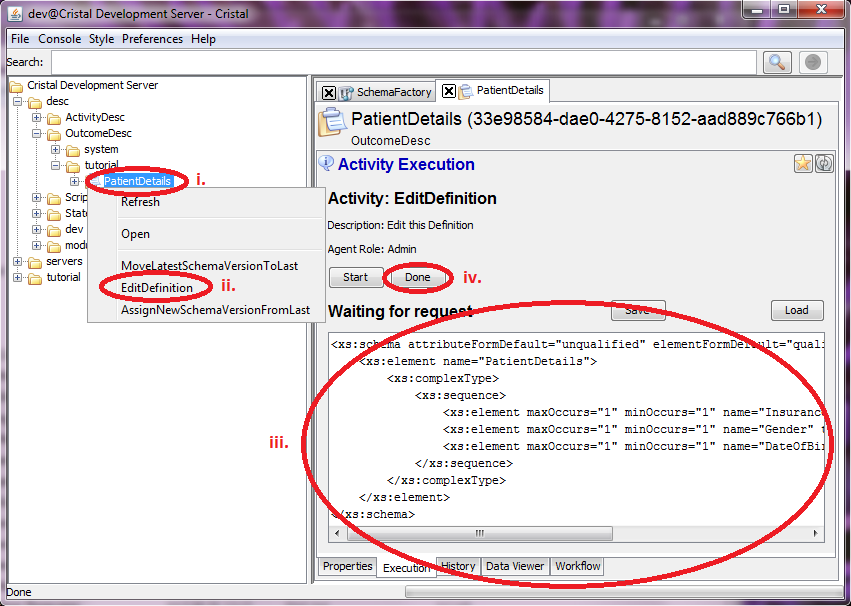 dev@Cristal Development Server - Cristal
File Console Style Preferences Help
Search:
Cristal Development Server
desc
ActivityDesc
OutcomeDesc
system
tutorial
PatientDetails
i.
Scrip
State
dev
modu
servers
tutorial
Refresh
Open
MoveLatestSchemaVersionToLast
EditDefinition
ii.
AssignNewSchemaVersionFromLast
SchemaFactory
PatientDetails
PatientDetails (33e98584-dae0-4275-8152-aad889c766b1)
OutcomeDesc
Activity Execution
Activity: EditDefinition
Description: Edit this Definition
Agent Role: Admin
Start Done iv.
Waiting for request Save Load
<xs:schema attributeFormDefault="unqualified" elementFormDefault="quali
<xs:element name="PatientDetails">
<xs:complexType>
<xs:sequence>
<xs:element maxOccurs="1" minOccurs="1" name="Insuranc
<xs:element maxOccurs="1" minOccurs="1" name="Gender" t
<xs:element maxOccurs="1" minOccurs="1" name="DateOfBir
</xs:sequence>
</xs:complexType>
</xs:element>
</xs:schema>
iii.
Properties Execution History Data Viewer Workflow
Done